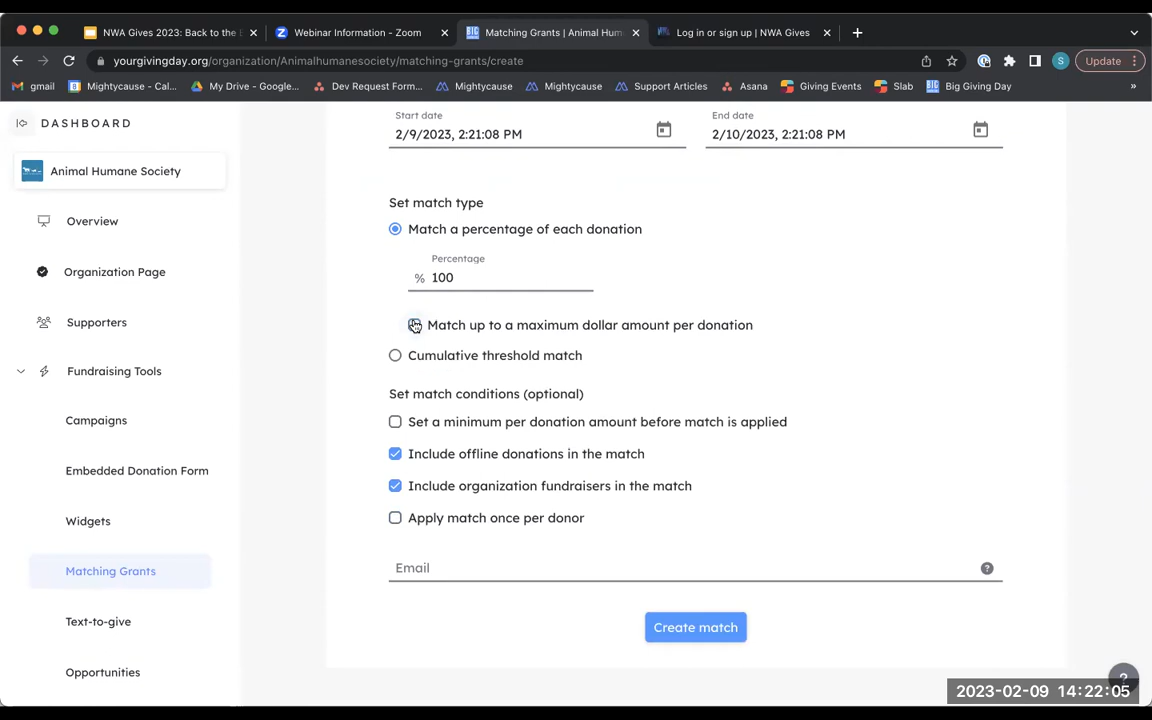 NWA Gives 2023: Back to the B
Webinar Information - Zoom
BIG
Matching Grants | Animal Hum
Log in or sign up | NWA Gives
yourgivingday.org/organization/Animalhumanesociety/matching-grants/create
S
Update
gmail
Mightycause - Cal...
My Drive - Google...
Dev Request Form...
Mightycause
Mightycause
Support Articles
Asana
Giving Events
Slab
BIG
Big Giving Day
»
DASHBOARD
Animal Humane Society
Overview
Organization Page
Supporters
Fundraising Tools
Campaigns
Embedded Donation Form
Widgets
Matching Grants
Text-to-give
Opportunities
Start date
2/9/2023, 2:21:08 PM
End date
2/10/2023, 2:21:08 PM
Set match type
Match a percentage of each donation
Percentage
% 100
Match up to a maximum dollar amount per donation
Cumulative threshold match
Set match conditions (optional)
Set a minimum per donation amount before match is applied
Include offline donations in the match
Include organization fundraisers in the match
Apply match once per donor
Email
?
Create match
?
2023-02-09 14:22:05